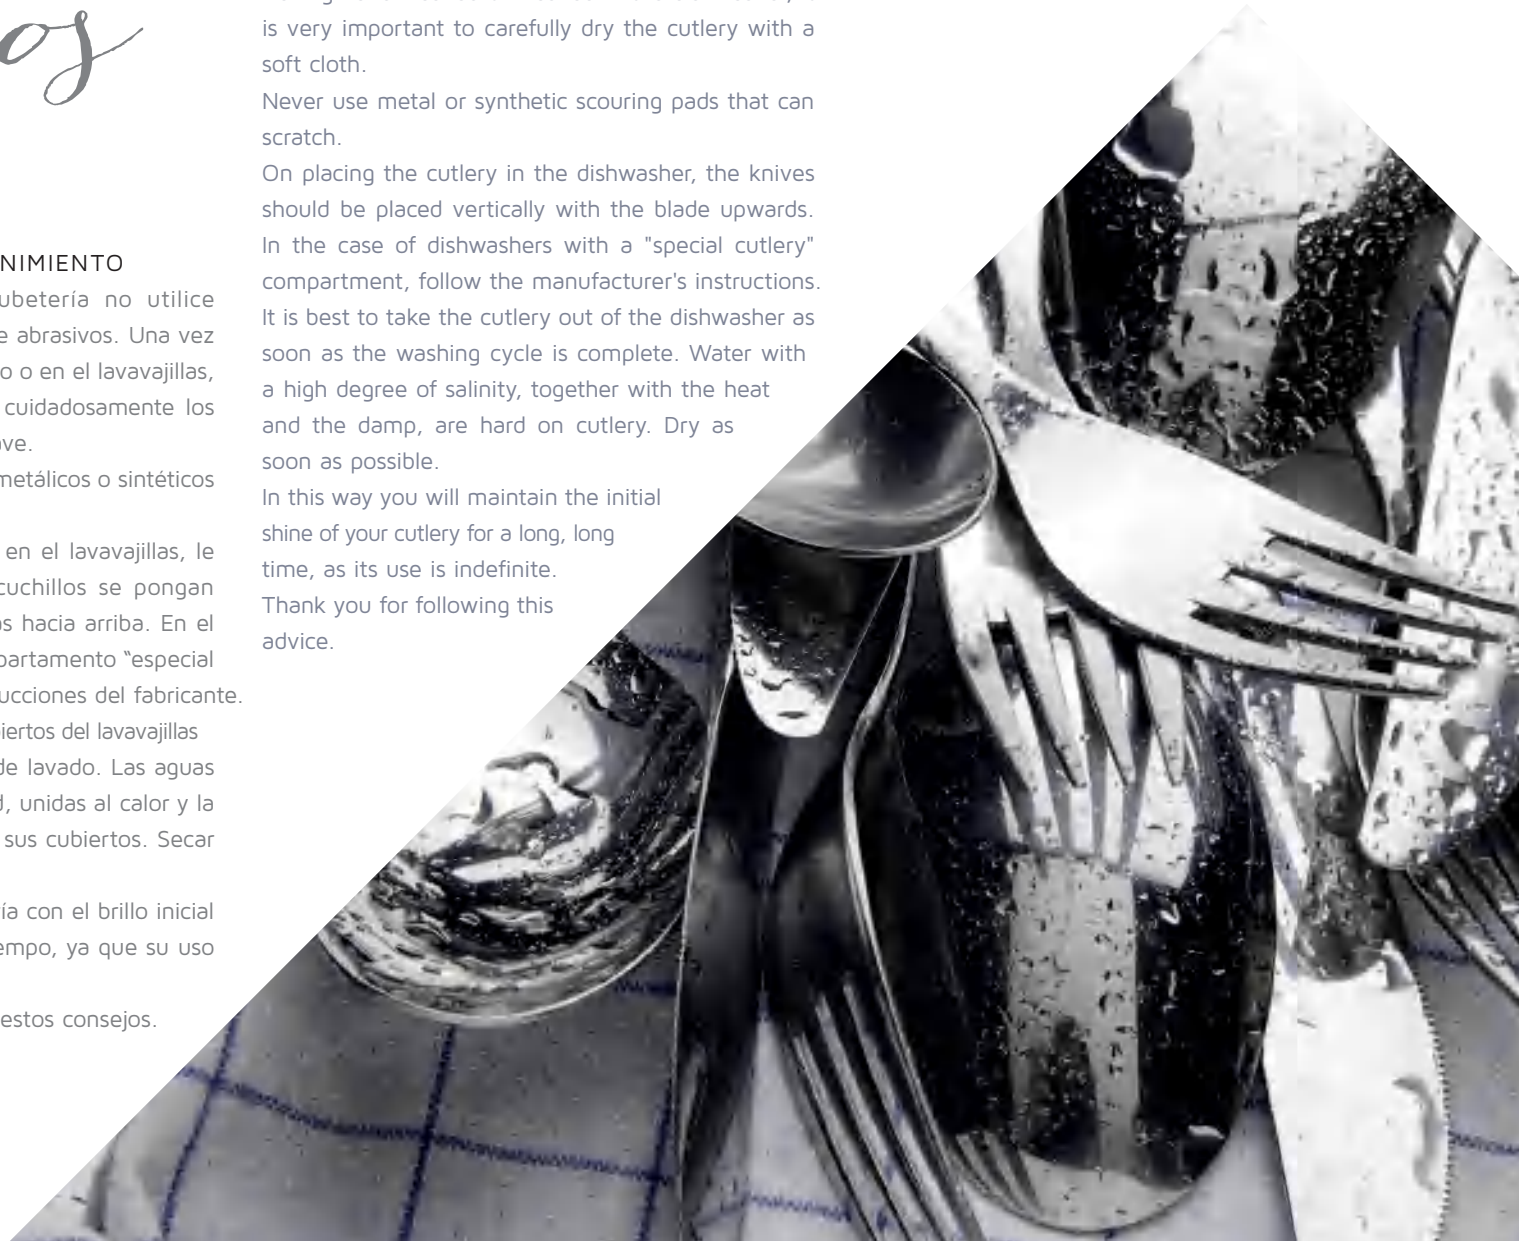 os
NIMIENTO
ubetería no utilice
e abrasivos. Una vez
o o en el lavavajillas,
cuidadosamente los
ve.
metálicos o sintéticos
en el lavavajillas, le
cuchillos se pongan
s hacia arriba. En el
partamento “especial
ucciones del fabricante.
iertos del lavavajillas
de lavado. Las aguas
d, unidas al calor y la
sus cubiertos. Secar
ía con el brillo inicial
empo, ya que su uso
estos consejos.
is very important to carefully dry the cutlery with a
soft cloth.
Never use metal or synthetic scouring pads that can
scratch.
On placing the cutlery in the dishwasher, the knives
should be placed vertically with the blade upwards.
In the case of dishwashers with a "special cutlery"
compartment, follow the manufacturer's instructions.
It is best to take the cutlery out of the dishwasher as
soon as the washing cycle is complete. Water with
a high degree of salinity, together with the heat
and the damp, are hard on cutlery. Dry as
soon as possible.
In this way you will maintain the initial
shine of your cutlery for a long, long
time, as its use is indefinite.
Thank you for following this
advice.